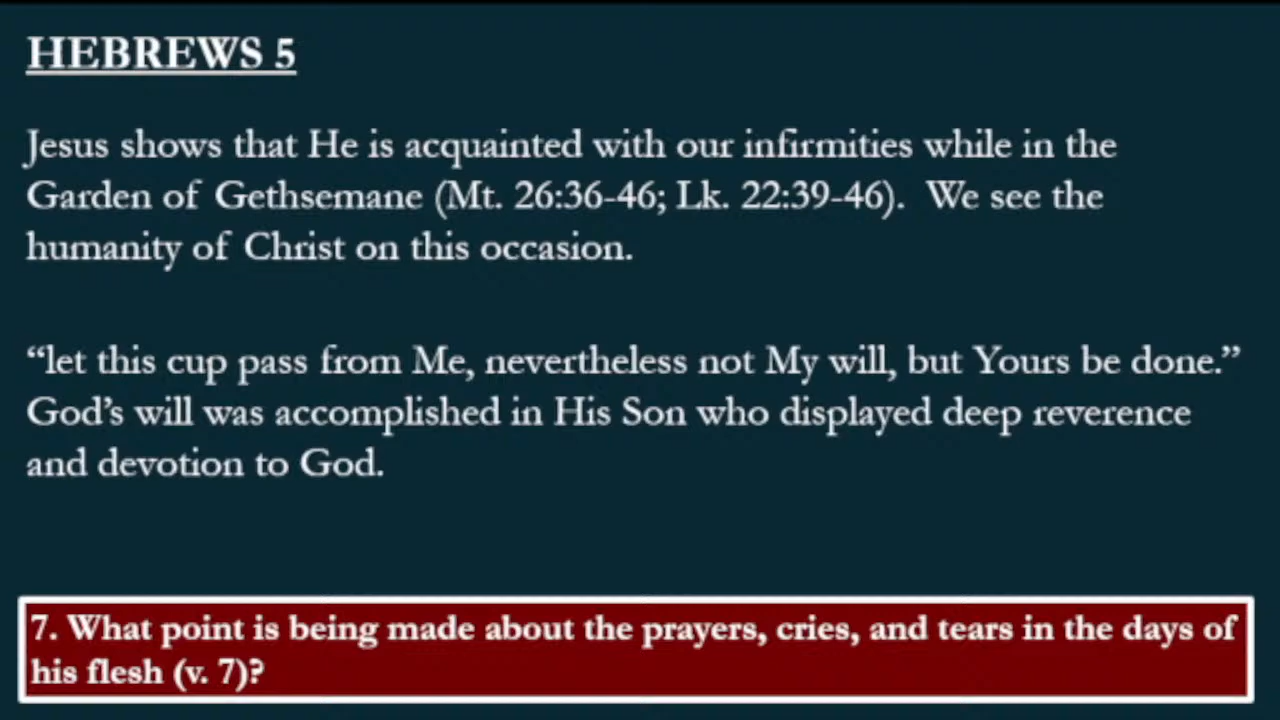 HEBREWS 5
Jesus shows that He is acquainted with our infirmities while in the
Garden of Gethsemane (Mt. 26:36-46; Lk. 22:39-46).  We see the
humanity of Christ on this occasion.
“let this cup pass from Me, nevertheless not My will, but Yours be done.”
God’s will was accomplished in His Son who displayed deep reverence
and devotion to God.
7. What point is being made about the prayers, cries, and tears in the days of
his flesh (v. 7)?